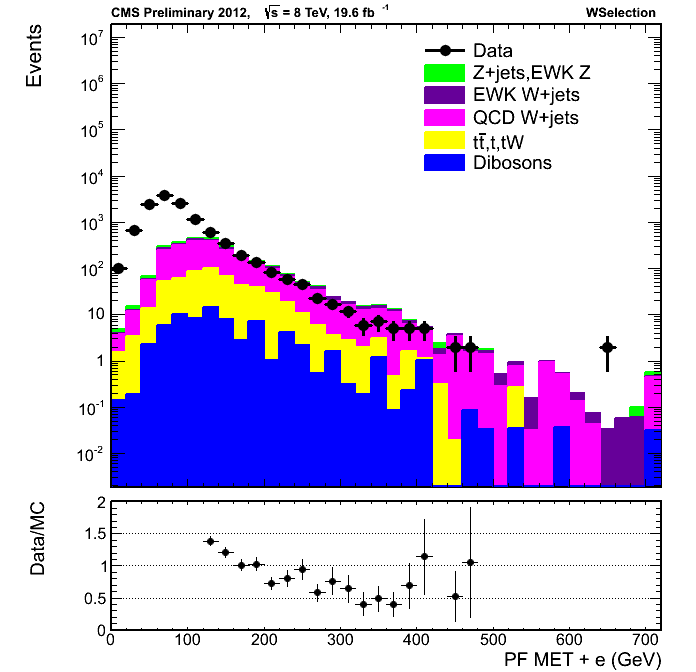 CMS Preliminary 2012, √s = 8 TeV, 19.6 fb⁻¹ WSelection
Events
10⁷
10⁶
10⁵
10⁴
10³
10²
10
1
10⁻¹
10⁻²
Data
Z+jets,EWK Z
EWK W+jets
QCD W+jets
tt̄,t,tW
Dibosons
Data/MC
2
1.5
1
0.5
0
0 100 200 300 400 500 600 700
PF MET + e (GeV)